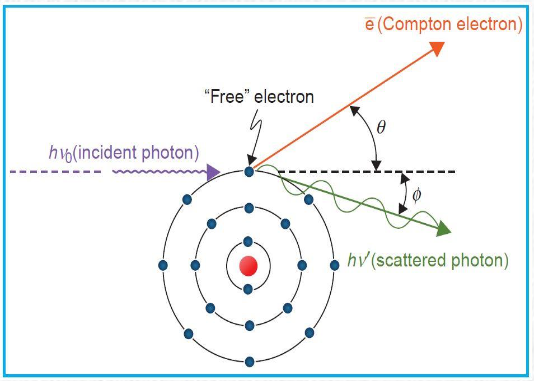 e̅ (Compton electron)
“Free” electron
θ
hν₀(incident photon)
ϕ
hν′(scattered photon)